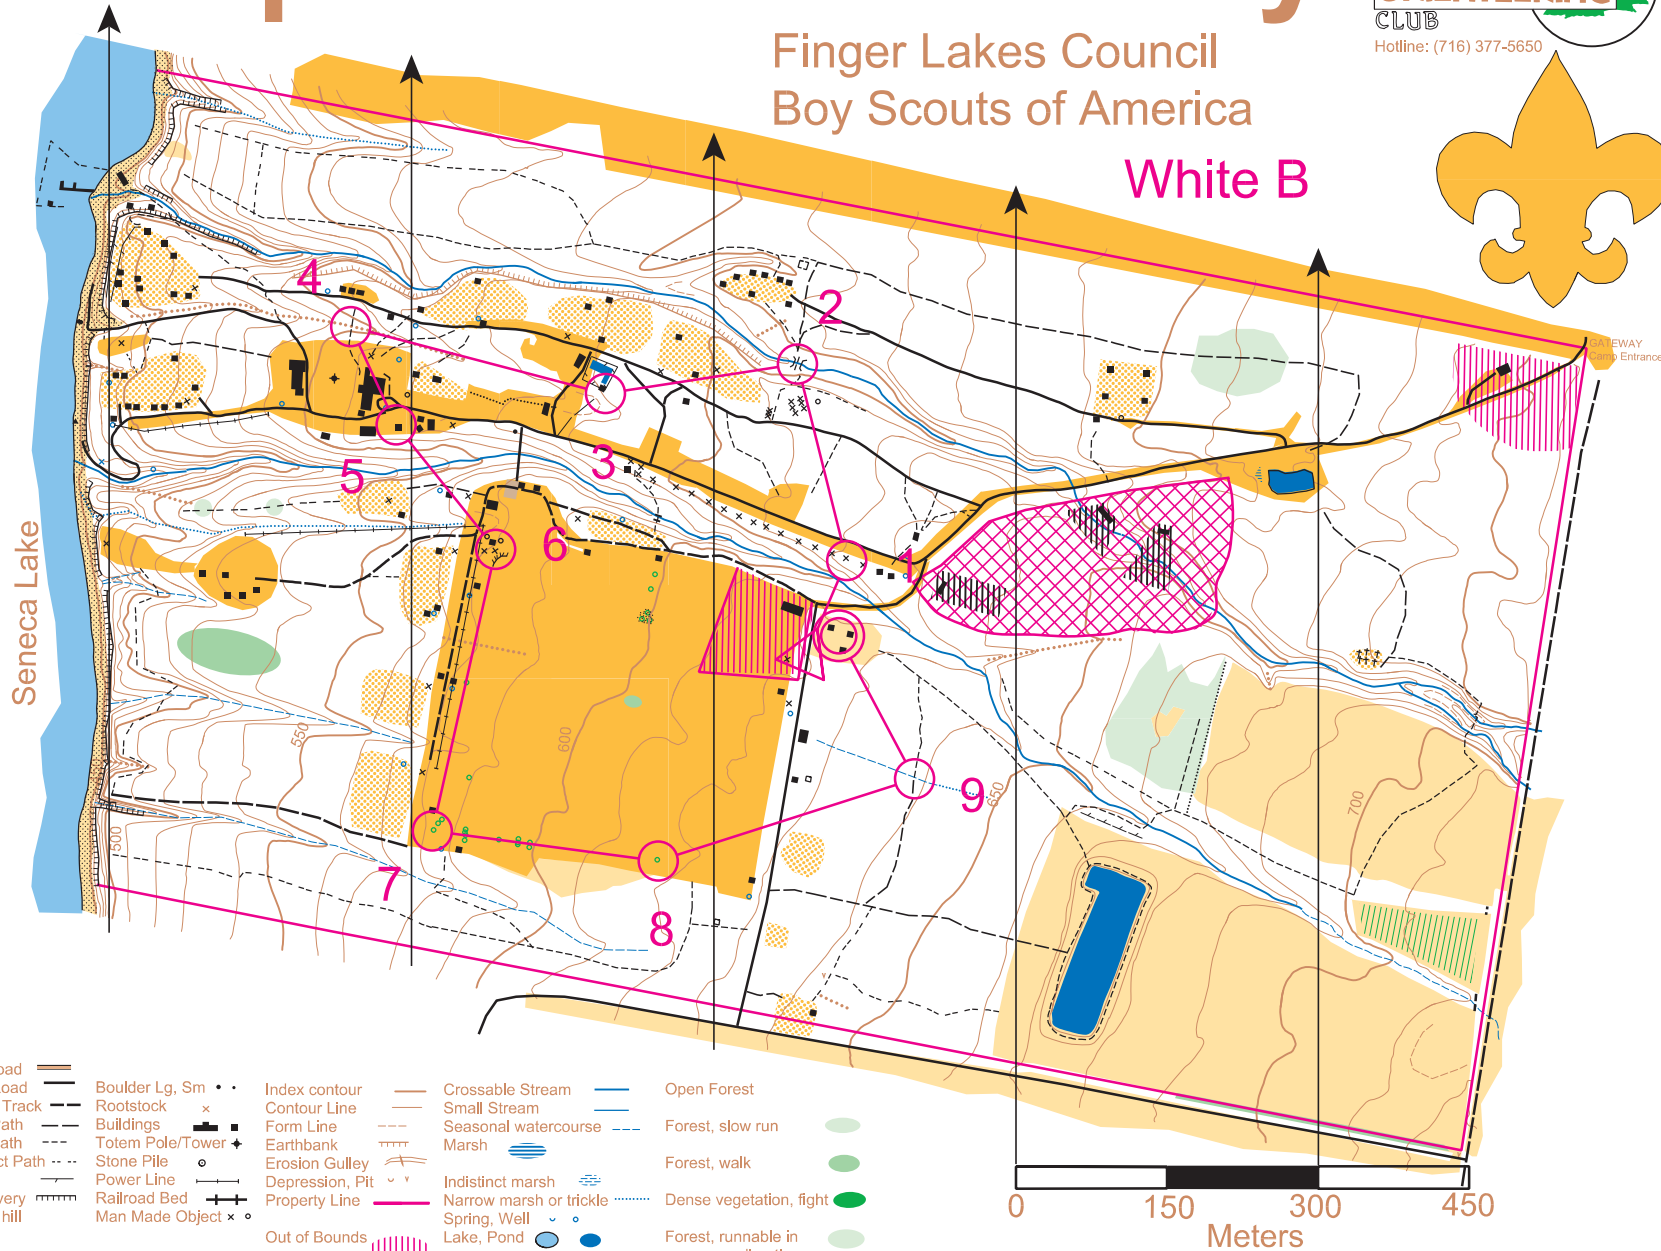 CLUB
Hotline: (716) 377-5650
Finger Lakes Council
Boy Scouts of America
White B
GATEWAY
Camp Entrance
4
2
3
5
6
1
9
7
8
Seneca Lake
550
600
650
700
500
Boulder Lg, Sm
Rootstock
Buildings
Totem Pole/Tower
Stone Pile
Power Line
Railroad Bed
Man Made Object
Track
hill
Index contour
Contour Line
Form Line
Earthbank
Erosion Gulley
Depression, Pit
Property Line
Out of Bounds
Crossable Stream
Small Stream
Seasonal watercourse
Marsh
Indistinct marsh
Narrow marsh or trickle
Spring, Well
Lake, Pond
Open Forest
Forest, slow run
Forest, walk
Dense vegetation, fight
Forest, runnable in
0 150 300 450
Meters